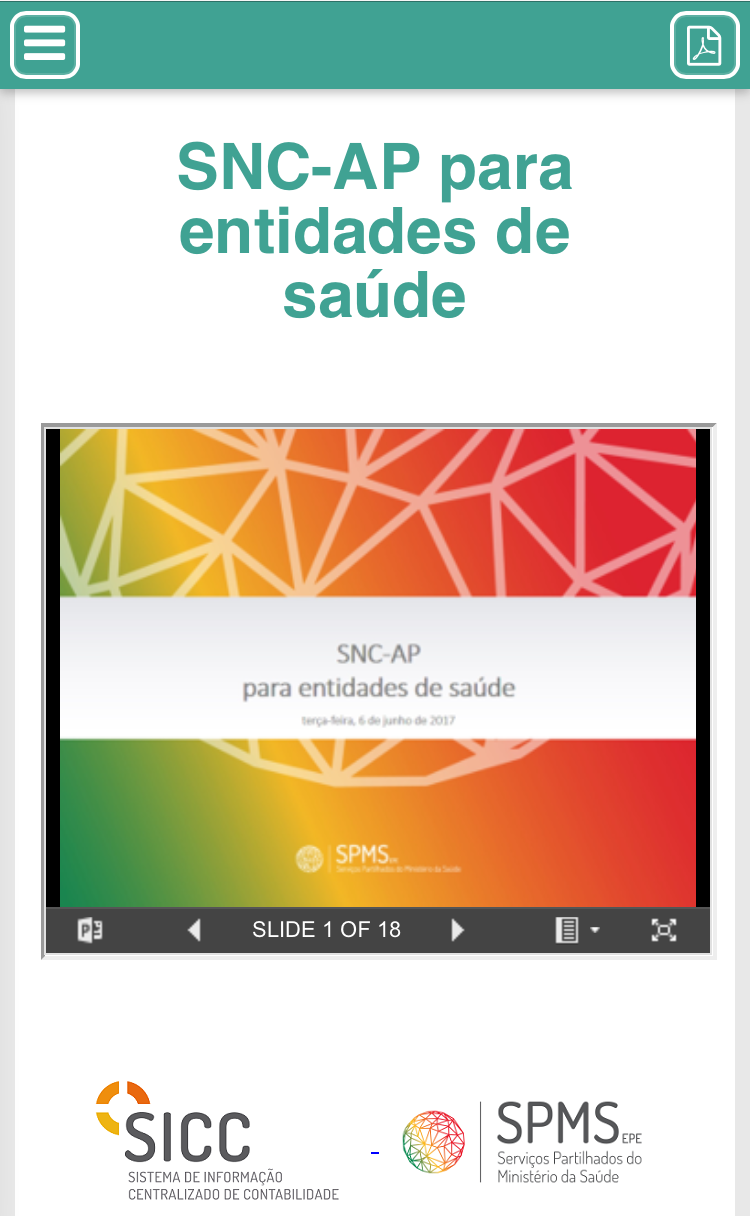 SNC-AP para
entidades de
saúde
SNC-AP
para entidades de saúde
terça-feira, 6 de junho de 2017
SPMS EPE
Serviços Partilhados do Ministério da Saúde
SLIDE 1 OF 18
SICC
SISTEMA DE INFORMAÇÃO
CENTRALIZADO DE CONTABILIDADE
-
SPMS EPE
Serviços Partilhados do
Ministério da Saúde